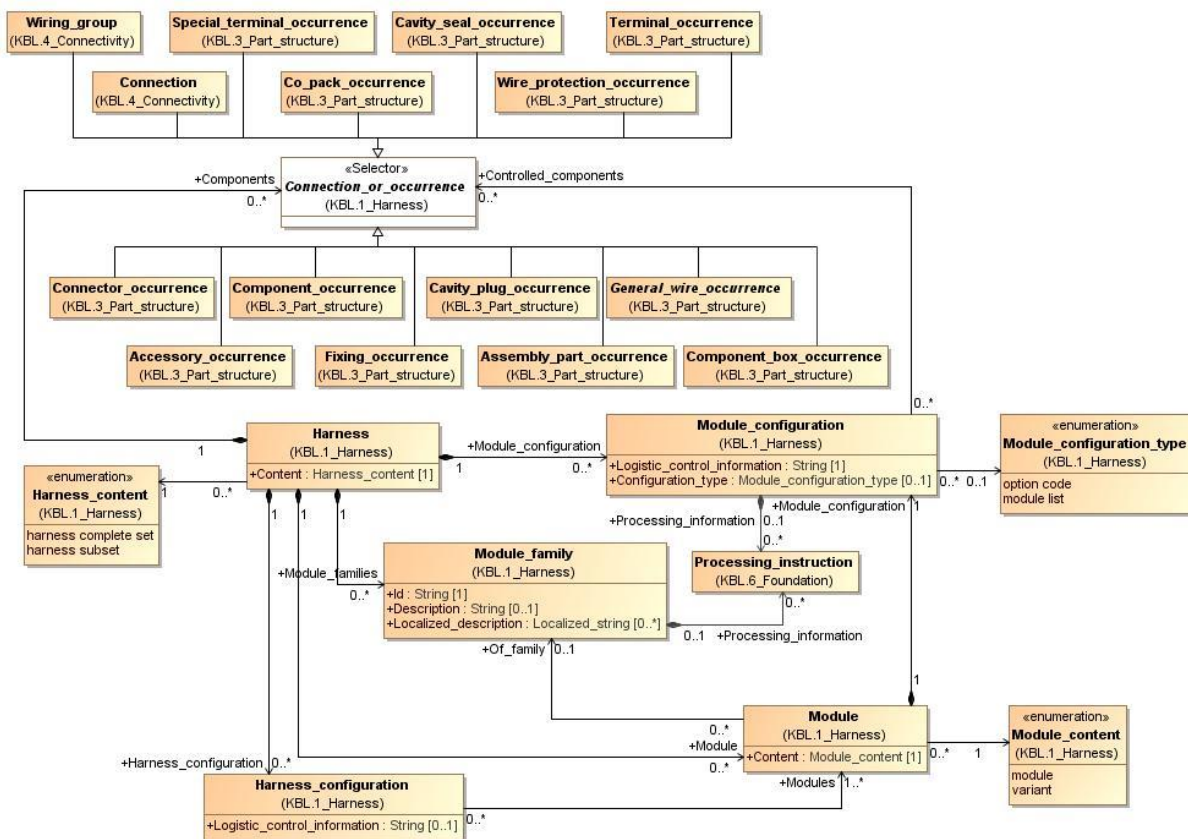 Wiring_group
(KBL.4_Connectivity)
Special_terminal_occurrence
(KBL.3_Part_structure)
Cavity_seal_occurrence
(KBL.3_Part_structure)
Terminal_occurrence
(KBL.3_Part_structure)
Connection
(KBL.4_Connectivity)
Co_pack_occurrence
(KBL.3_Part_structure)
Wire_protection_occurrence
(KBL.3_Part_structure)
+Components
0..*
«Selector»
Connection_or_occurrence
(KBL.1_Harness)
+Controlled_components
0..*
Connector_occurrence
(KBL.3_Part_structure)
Component_occurrence
(KBL.3_Part_structure)
Cavity_plug_occurrence
(KBL.3_Part_structure)
General_wire_occurrence
(KBL.3_Part_structure)
Accessory_occurrence
(KBL.3_Part_structure)
Fixing_occurrence
(KBL.3_Part_structure)
Assembly_part_occurrence
(KBL.3_Part_structure)
Component_box_occurrence
(KBL.3_Part_structure)
0..*
1
Harness
(KBL.1_Harness)
+Content : Harness_content [1]
+Module_configuration
1
0..*
Module_configuration
(KBL.1_Harness)
+Logistic_control_information : String [1]
+Configuration_type : Module_configuration_type [0..1]
0..*
0..1
«enumeration»
Module_configuration_type
(KBL.1_Harness)
option code
module list
«enumeration»
Harness_content
(KBL.1_Harness)
harness complete set
harness subset
1
0..*
1
1
1
+Processing_information
0..1
0..*
+Module_configuration
1
Processing_instruction
(KBL.6_Foundation)
0..*
+Module_families
0..*
Module_family
(KBL.1_Harness)
+Id : String [1]
+Description : String [0..1]
+Localized_description : Localized_string [0..*]
0..1
+Processing_information
+Of_family
0..1
1
0..*
+Module
0..*
Module
(KBL.1_Harness)
+Content : Module_content [1]
0..*
1
«enumeration»
Module_content
(KBL.1_Harness)
module
variant
+Harness_configuration
0..*
Harness_configuration
(KBL.1_Harness)
+Logistic_control_information : String [0..1]
0..*
+Modules
1..*